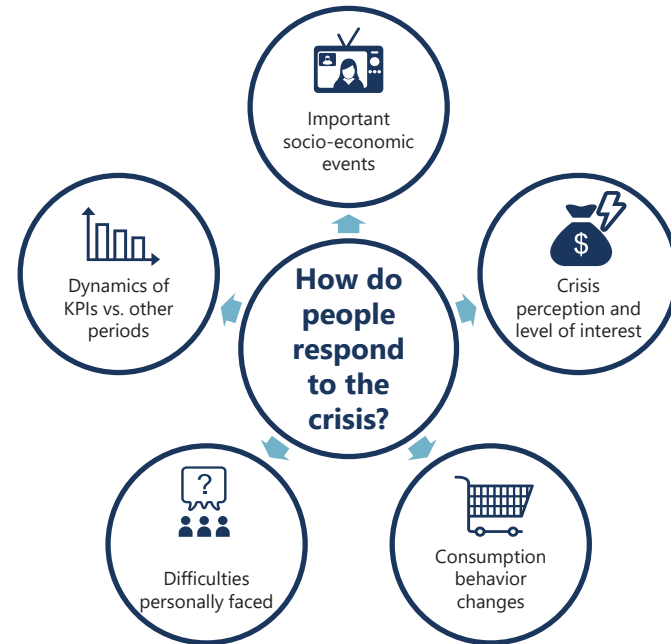 Important
socio-economic
events
Dynamics of
KPIs vs. other
periods
How do
people
respond
to the
crisis?
$
Crisis
perception and
level of interest
?
Difficulties
personally faced
Consumption
behavior
changes